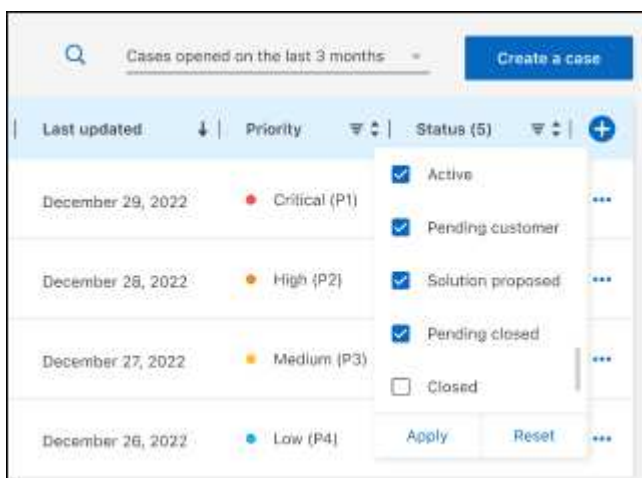 Cases opened on the last 3 months
Create a case
Last updated
Priority
Status (5)
Active
December 29, 2022
Critical (P1)
Pending customer
December 28, 2022
High (P2)
Solution proposed
Pending closed
December 27, 2022
Medium (P3)
Closed
December 26, 2022
Low (P4)
Apply
Reset